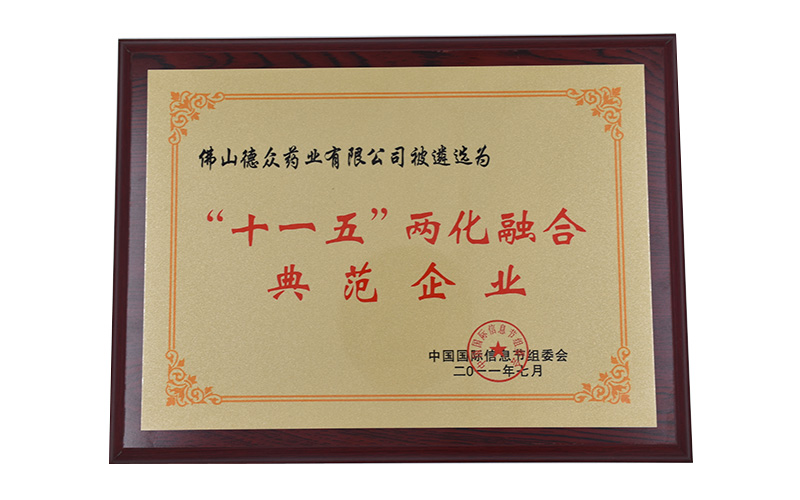 佛山德众药业有限公司被遴选为
“十一五”两化融合
典范企业
中国国际信息节组委会
二〇一一年七月